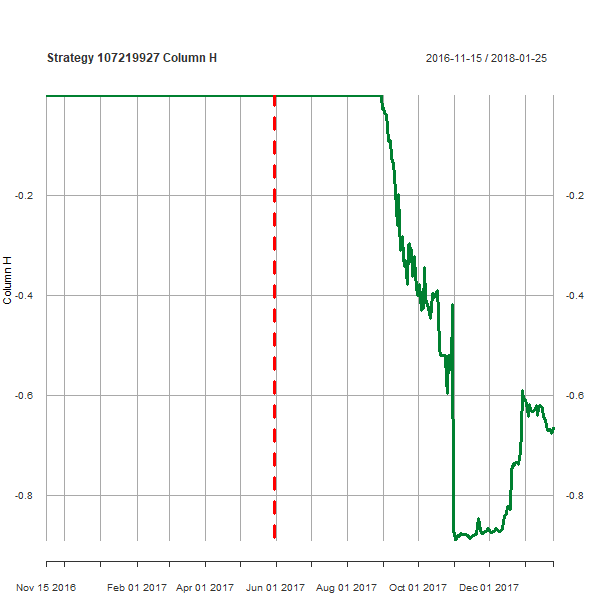 Strategy 107219927 Column H
2016-11-15 / 2018-01-25
-0.2 -0.2
-0.4 -0.4
-0.6 -0.6
-0.8 -0.8
Column H
Nov 15 2016 Feb 01 2017 Apr 01 2017 Jun 01 2017 Aug 01 2017 Oct 01 2017 Dec 01 2017